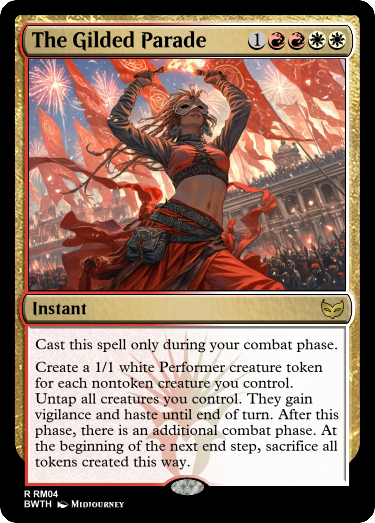 The Gilded Parade 1
Instant
Cast this spell only during your combat phase.
Create a 1/1 white Performer creature token
for each nontoken creature you control.
Untap all creatures you control. They gain
vigilance and haste until end of turn. After this
phase, there is an additional combat phase. At
the beginning of the next end step, sacrifice all
tokens created this way.
R RM04
BWTH Midjourney